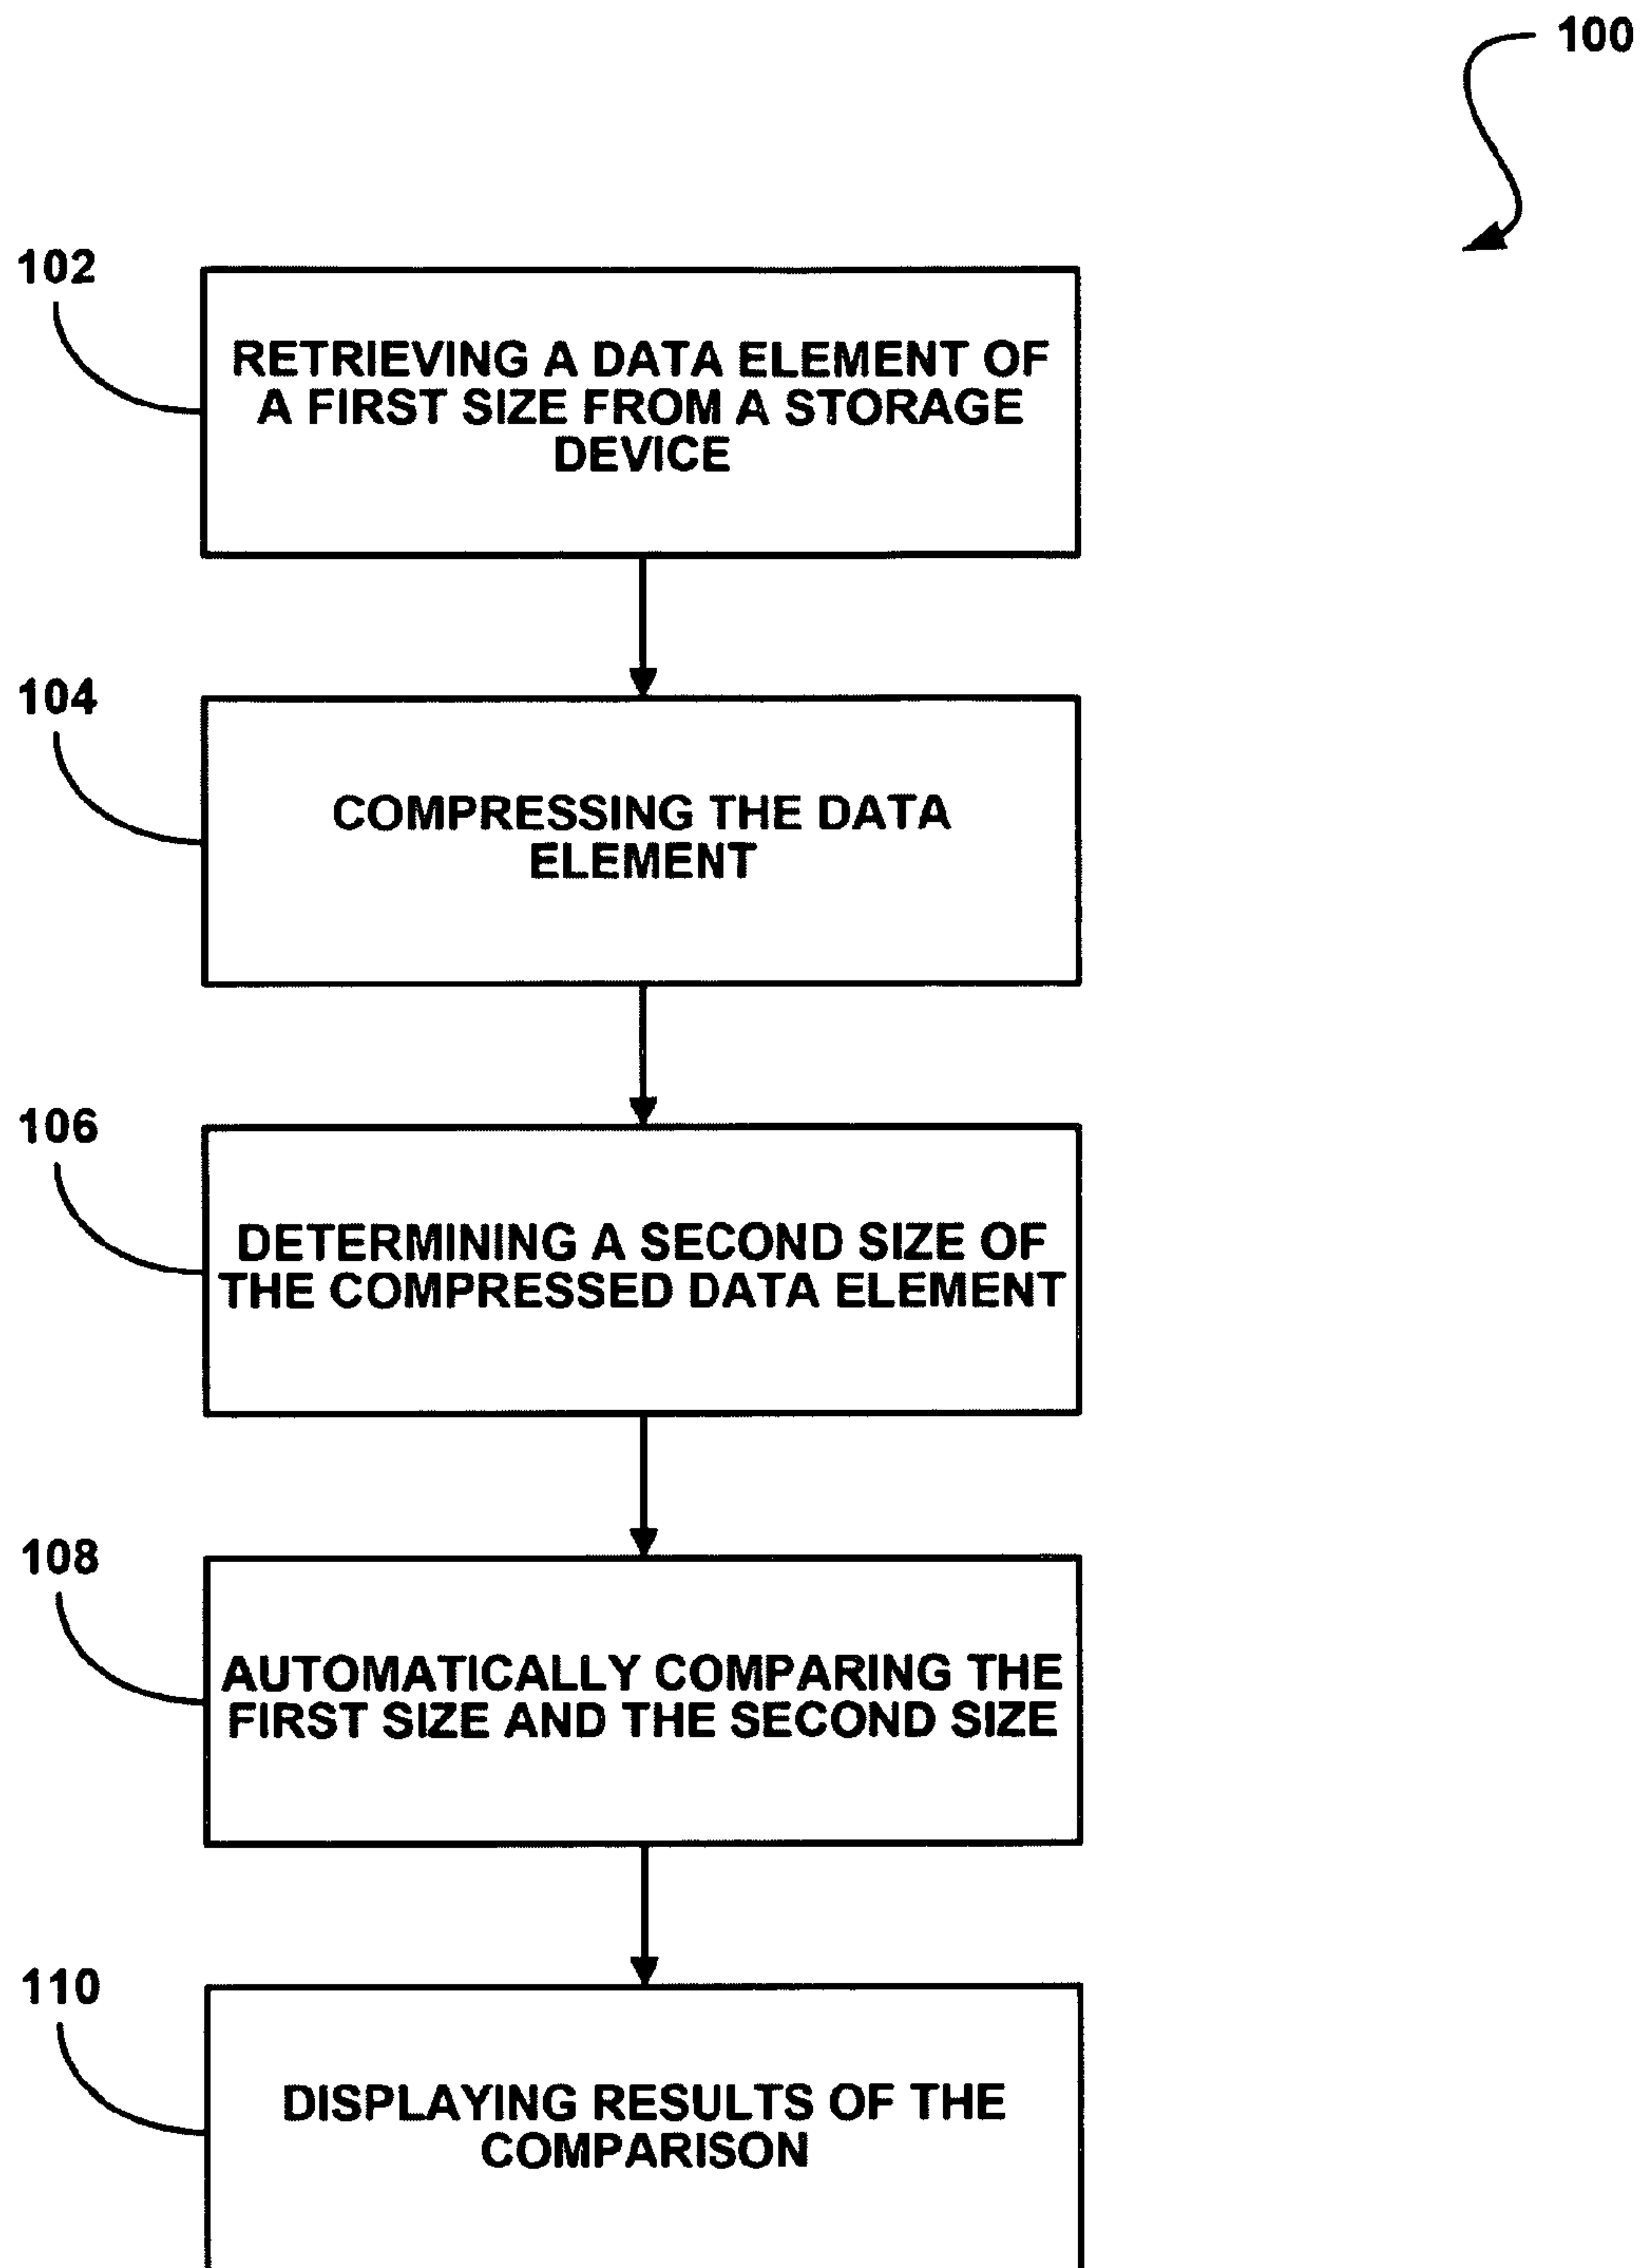 100
102
RETRIEVING A DATA ELEMENT OF
A FIRST SIZE FROM A STORAGE
DEVICE
104
COMPRESSING THE DATA
ELEMENT
106
DETERMINING A SECOND SIZE OF
THE COMPRESSED DATA ELEMENT
108
AUTOMATICALLY COMPARING THE
FIRST SIZE AND THE SECOND SIZE
110
DISPLAYING RESULTS OF THE
COMPARISON